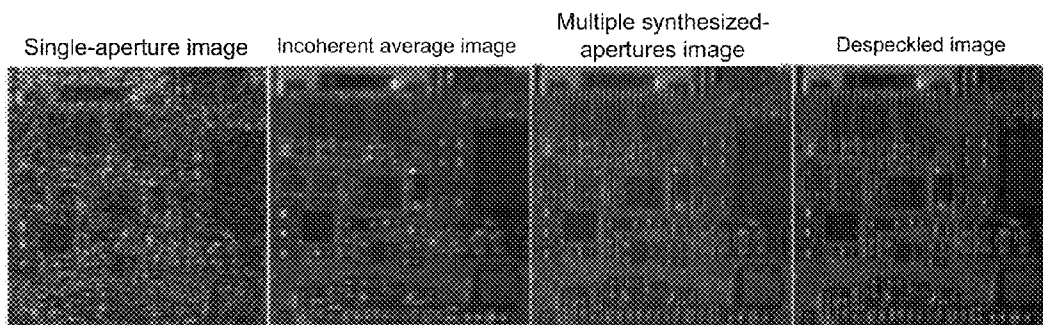 Single-aperture image
Incoherent average image
Multiple synthesized-
apertures image
Despeckled image